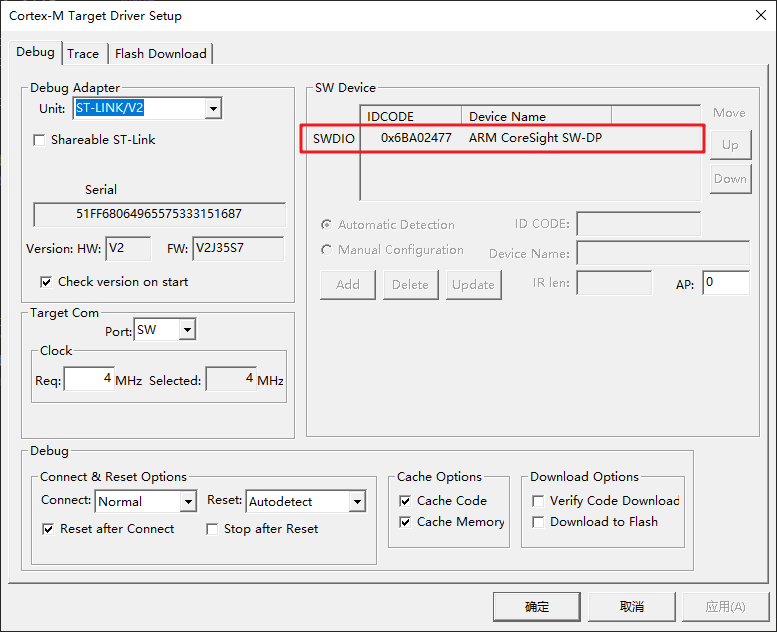 Cortex-M Target Driver Setup
Debug Trace Flash Download
Debug Adapter
Unit: ST-LINK/V2
Shareable ST-Link
Serial
51FF68064965575333151687
Version: HW: V2 FW: V2J35S7
Check version on start
Target Com
Port: SW
Clock
Req: 4 MHz Selected: 4 MHz
SW Device
IDCODE Device Name Move
SWDIO 0x6BA02477 ARM CoreSight SW-DP Up
Down
Automatic Detection ID CODE:
Manual Configuration Device Name:
Add Delete Update IR len: AP: 0
Debug
Connect & Reset Options
Connect: Normal Reset: Autodetect
Reset after Connect Stop after Reset
Cache Options
Cache Code
Cache Memory
Download Options
Verify Code Download
Download to Flash
确定 取消 应用(A)